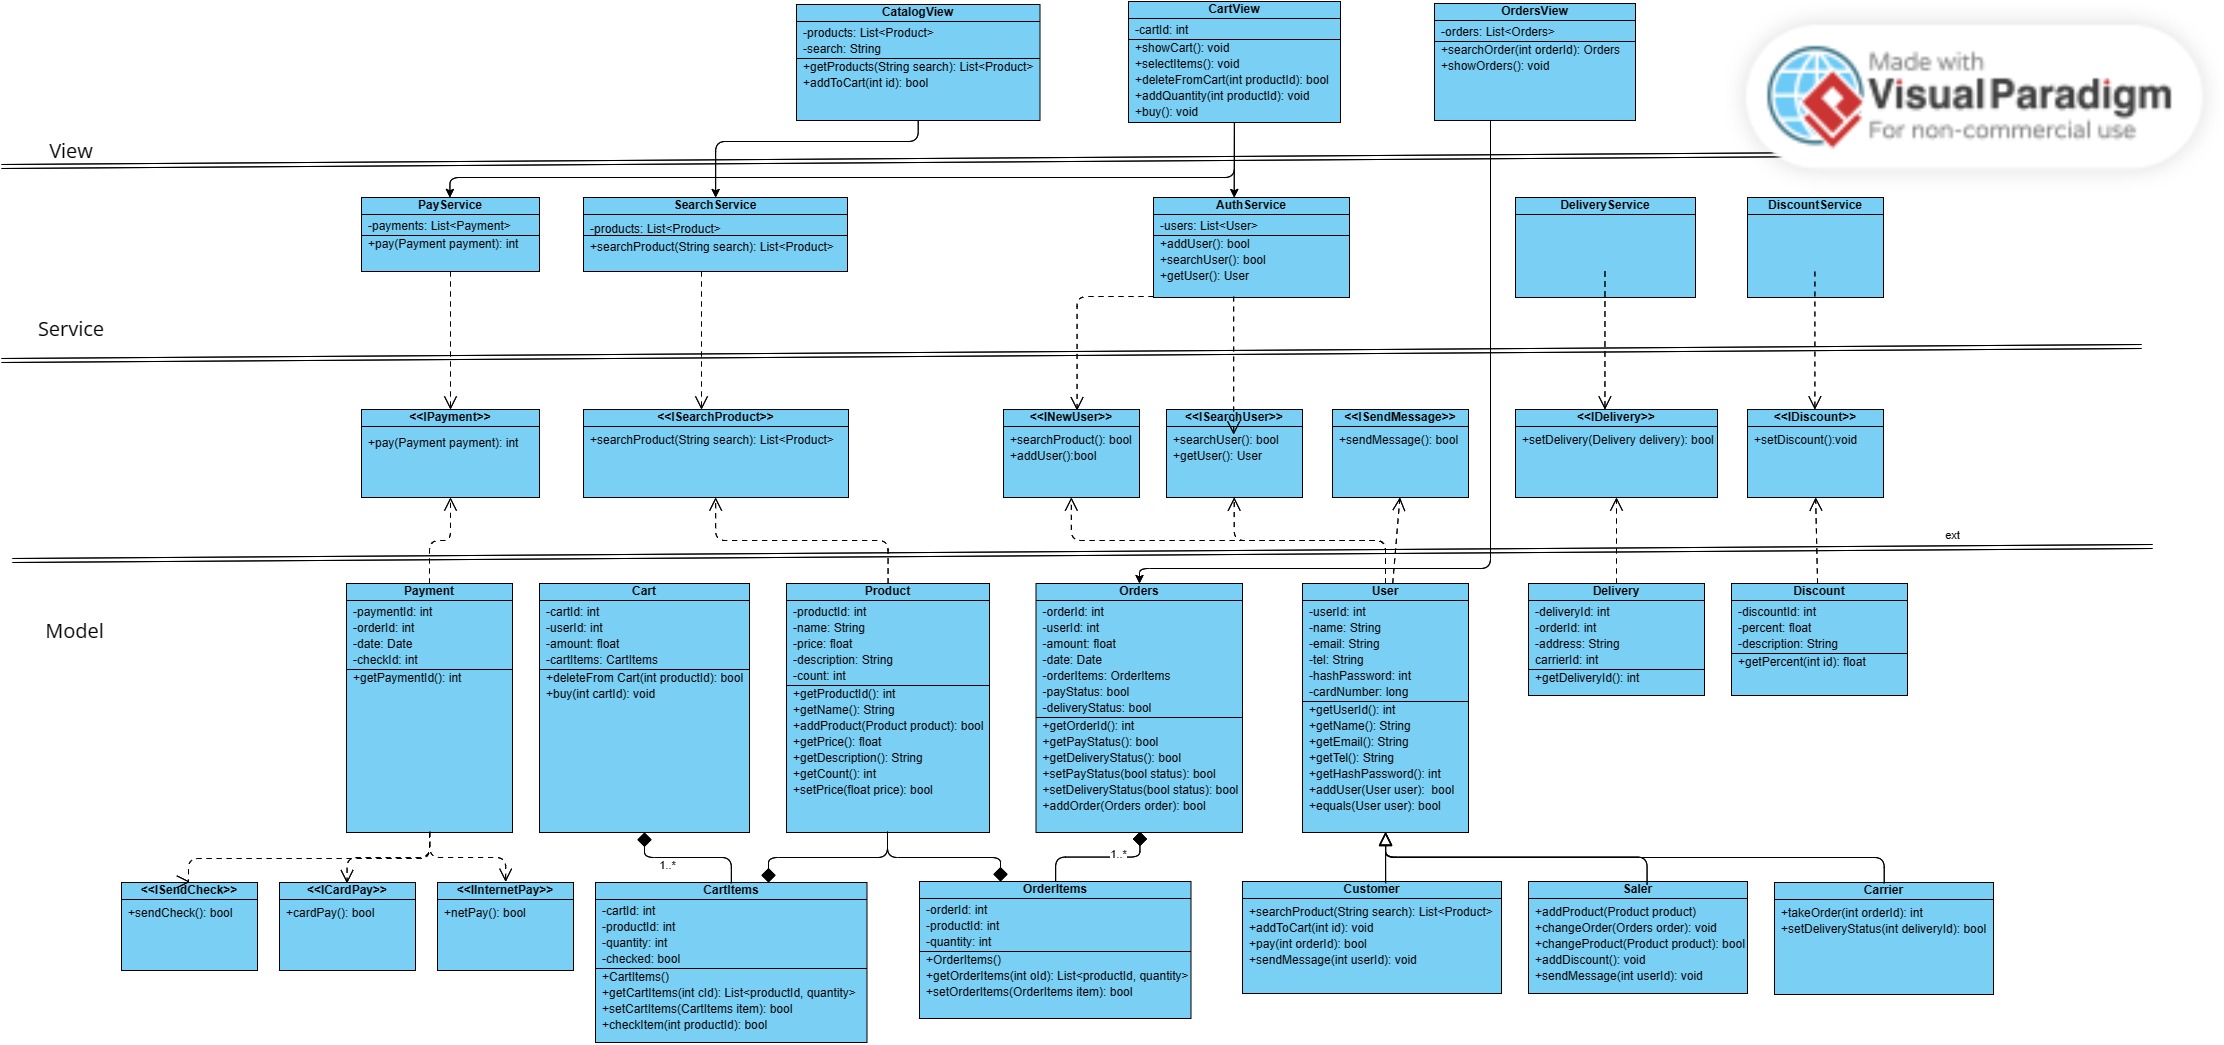 CatalogView
-products: List<Product>
-search: String
+getProducts(String search): List<Product>
+addToCart(int id): bool
CartView
-cartId: int
+showCart(): void
+selectItems(): void
+deleteFromCart(int productId): bool
+addQuantity(int productId): void
+buy(): void
OrdersView
-orders: List<Orders>
+searchOrder(int orderId): Orders
+showOrders(): void
Made with
Visual Paradigm
For non-commercial use
View
PayService
-payments: List<Payment>
+pay(Payment payment): int
SearchService
-products: List<Product>
+searchProduct(String search): List<Product>
AuthService
-users: List<User>
+addUser(): bool
+searchUser(): bool
+getUser(): User
DeliveryService
DiscountService
Service
<<IPayment>>
+pay(Payment payment): int
<<ISearchProduct>>
+searchProduct(String search): List<Product>
<<INewUser>>
+searchProduct(): bool
+addUser():bool
<<ISearchUser>>
+searchUser(): bool
+getUser(): User
<<ISendMessage>>
+sendMessage(): bool
<<IDelivery>>
+setDelivery(Delivery delivery): bool
<<IDiscount>>
+setDiscount():void
ext
Model
Payment
-paymentId: int
-orderId: int
-date: Date
-checkId: int
+getPaymentId(): int
Cart
-cartId: int
-userId: int
-amount: float
-cartItems: CartItems
+deleteFrom Cart(int productId): bool
+buy(int cartId): void
Product
-productId: int
-name: String
-price: float
-description: String
-count: int
+getProductId(): int
+getName(): String
+addProduct(Product product): bool
+getPrice(): float
+getDescription(): String
+getCount(): int
+setPrice(float price): bool
Orders
-orderId: int
-userId: int
-amount: float
-date: Date
-orderItems: OrderItems
-payStatus: bool
-deliveryStatus: bool
+getOrderId(): int
+getPayStatus(): bool
+getDeliveryStatus(): bool
+setPayStatus(bool status): bool
+setDeliveryStatus(bool status): bool
+addOrder(Orders order): bool
User
-userId: int
-name: String
-email: String
-tel: String
-hashPassword: int
-cardNumber: long
+getUserId(): int
+getName(): String
+getEmail(): String
+getTel(): String
+getHashPassword(): int
+addUser(User user): bool
+equals(User user): bool
Delivery
-deliveryId: int
-orderId: int
-address: String
carrierId: int
+getDeliveryId(): int
Discount
-discountId: int
-percent: float
-description: String
+getPercent(int id): float
1..*
1..*
<<ISendCheck>>
+sendCheck(): bool
<<ICardPay>>
+cardPay(): bool
<<IInternetPay>>
+netPay(): bool
CartItems
-cartId: int
-productId: int
-quantity: int
-checked: bool
+CartItems()
+getCartItems(int cId): List<productId, quantity>
+setCartItems(CartItems item): bool
+checkItem(int productId): bool
OrderItems
-orderId: int
-productId: int
-quantity: int
+OrderItems()
+getOrderItems(int oId): List<productId, quantity>
+setOrderItems(OrderItems item): bool
Customer
+searchProduct(String search): List<Product>
+addToCart(int id): void
+pay(int orderId): bool
+sendMessage(int userId): void
Saler
+addProduct(Product product)
+changeOrder(Orders order): void
+changeProduct(Product product): bool
+addDiscount(): void
+sendMessage(int userId): void
Carrier
+takeOrder(int orderId): int
+setDeliveryStatus(int deliveryId): bool